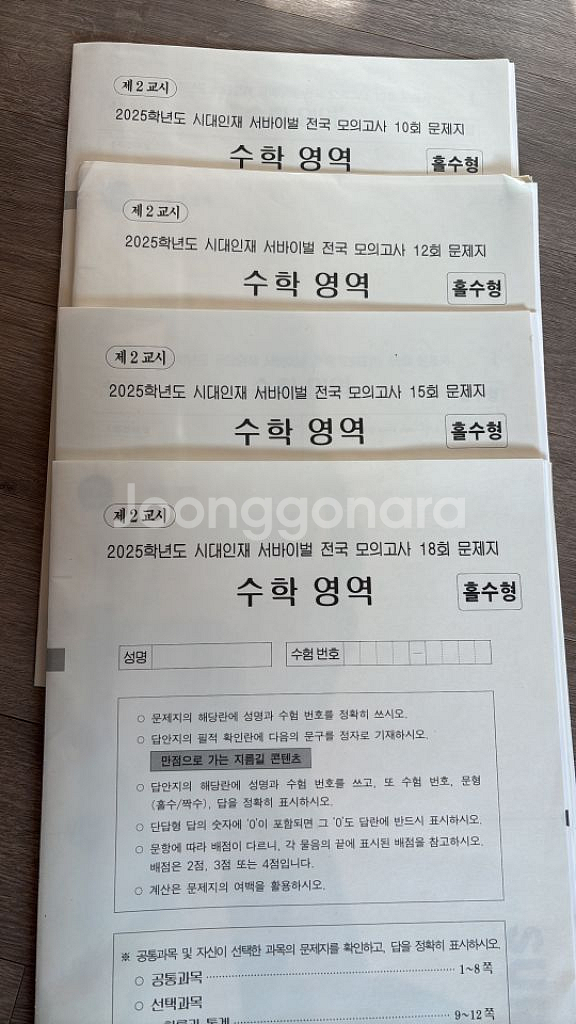 제 2 교시
2025학년도 시대인재 서바이벌 전국 모의고사 10회 문제지
수학 영역
홀수형
제 2 교시
2025학년도 시대인재 서바이벌 전국 모의고사 12회 문제지
수학 영역
홀수형
제 2 교시
2025학년도 시대인재 서바이벌 전국 모의고사 15회 문제지
수학 영역
홀수형
Joonggonara
제 2 교시
2025학년도 시대인재 서바이벌 전국 모의고사 18회 문제지
수학 영역
홀수형
성명
수험 번호
○ 문제지의 해당란에 성명과 수험 번호를 정확히 쓰시오.
○ 답안지의 필적 확인란에 다음의 문구를 정자로 기재하시오.
만점으로 가는 지름길 콘텐츠
○ 답안지의 해당란에 성명과 수험 번호를 쓰고, 또 수험 번호, 문형
(홀수/짝수), 답을 정확히 표시하시오.
○ 단답형 답의 숫자에 '0'이 포함되면 그 '0'도 답란에 반드시 표시하시오.
○ 문항에 따라 배점이 다르니, 각 물음의 끝에 표시된 배점을 참고하시오.
배점은 2점, 3점 또는 4점입니다.
○ 계산은 문제지의 여백을 활용하시오.
※ 공통과목 및 자신이 선택한 과목의 문제지를 확인하고, 답을 정확히 표시하시오.
○ 공통과목 1~8 쪽
○ 선택과목
확률과 통계 9~12 쪽